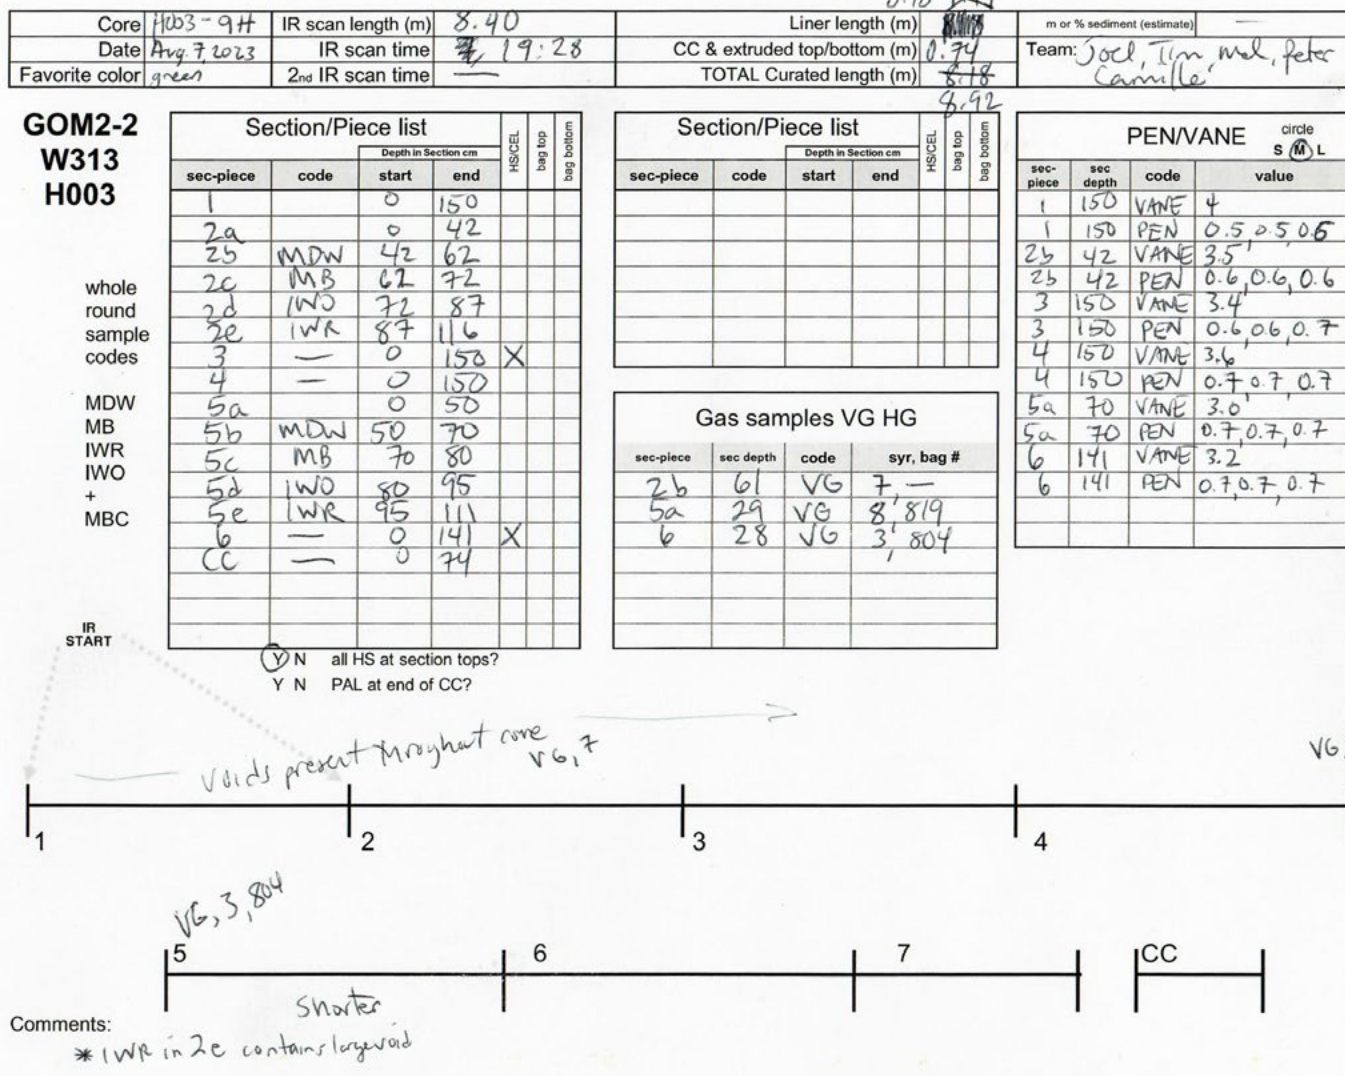 Core H003-9H IR scan length (m) 8.40 Liner length (m) m or % sediment (estimate) —
Date Aug. 7, 2023 IR scan time 19:28 CC & extruded top/bottom (m) 0.74 Team: Joel, Tim, Mel, Peter
Camille
Favorite color green 2nd IR scan time — TOTAL Curated length (m) 8.18
8.92
GOM2-2
W313
H003
whole
round
sample
codes
MDW
MB
IWR
IWO
+
MBC
Section/Piece list
Depth in Section cm
sec-piece code start end HS/CEL bag top bag bottom
1 0 150
2a 0 42
2b MDW 42 62
2c MB 62 72
2d IWO 72 87
2e IWR 87 116
3 — 0 150 X
4 — 0 150
5a 0 50
5b MDW 50 70
5c MB 70 80
5d IWO 80 95
5e IWR 95 111
6 — 0 141 X
CC — 0 74
Y N all HS at section tops?
Y N PAL at end of CC?
Section/Piece list
Depth in Section cm
sec-piece code start end HS/CEL bag top bag bottom
Gas samples VG HG
sec-piece sec depth code syr, bag #
2b 61 VG 7, —
5a 29 VG 8, 819
6 28 VG 3, 804
PEN/VANE circle
S M L
sec-piece sec depth code value
1 150 VANE 4
1 150 PEN 0.5, 0.5 0.5
2b 42 VANE 3.5
2b 42 PEN 0.6, 0.6, 0.6
3 150 VANE 3.4
3 150 PEN 0.6, 0.6, 0.7
4 150 VANE 3.6
4 150 PEN 0.7 0.7 0.7
5a 70 VANE 3.0
5a 70 PEN 0.7, 0.7, 0.7
6 141 VANE 3.2
6 141 PEN 0.7, 0.7, 0.7
IR
START
voids present throughout core
VG, 7
VG,
1 2 3 4
VG, 3, 804
5 6 7 CC
shorter
Comments:
* IWR in 2e contains large void